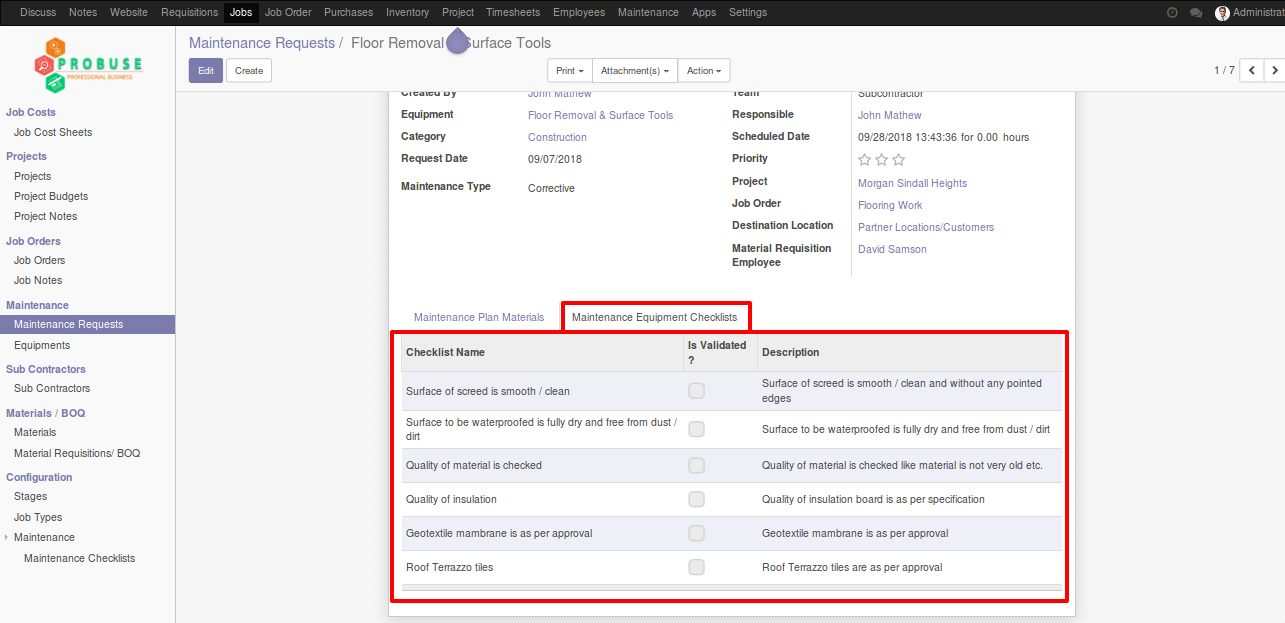 Discuss Notes Website Requisitions Jobs Job Order Purchases Inventory Project Timesheets Employees Maintenance Apps Settings Administrat
PROBUSE
PROFESSIONAL BUSINESS
Maintenance Requests / Floor Removal Surface Tools
Edit Create Print Attachment(s) Action 1 / 7
Job Costs
Job Cost Sheets
Projects
Projects
Project Budgets
Project Notes
Job Orders
Job Orders
Job Notes
Maintenance
Maintenance Requests
Equipments
Sub Contractors
Sub Contractors
Materials / BOQ
Materials
Material Requisitions/ BOQ
Configuration
Stages
Job Types
Maintenance
Maintenance Checklists
Created By John Mathew
Equipment Floor Removal & Surface Tools
Category Construction
Request Date 09/07/2018
Maintenance Type Corrective
Team Subcontractor
Responsible John Mathew
Scheduled Date 09/28/2018 13:43:36 for 0.00 hours
Priority
Project Morgan Sindall Heights
Job Order Flooring Work
Destination Location Partner Locations/Customers
Material Requisition David Samson
Employee
Maintenance Plan Materials Maintenance Equipment Checklists
Checklist Name Is Validated Description
?
Surface of screed is smooth / clean Surface of screed is smooth / clean and without any pointed
edges
Surface to be waterproofed is fully dry and free from dust / Surface to be waterproofed is fully dry and free from dust / dirt
dirt
Quality of material is checked Quality of material is checked like material is not very old etc.
Quality of insulation Quality of insulation board is as per specification
Geotextile mambrane is as per approval Geotextile mambrane is as per approval
Roof Terrazzo tiles Roof Terrazzo tiles are as per approval